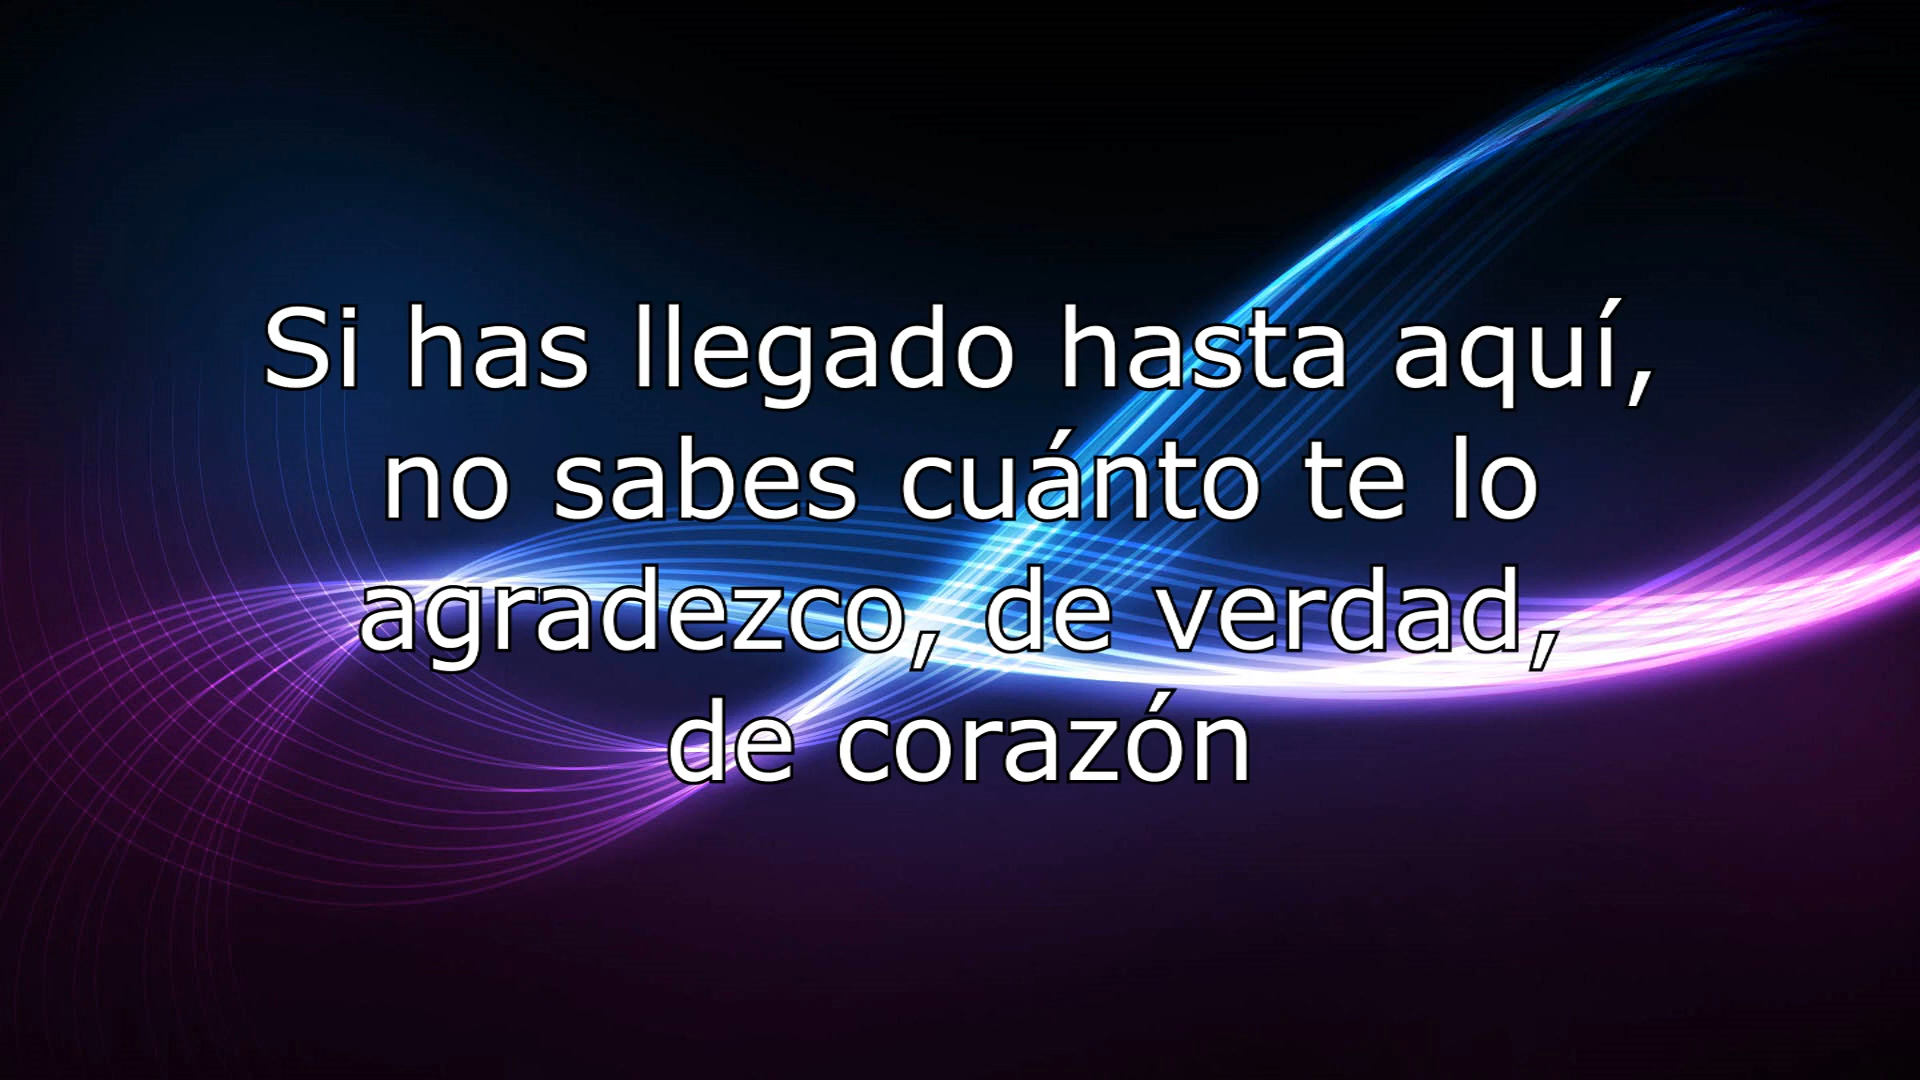 Si has llegado hasta aquí,
no sabes cuánto te lo
agradezco, de verdad,
de corazón